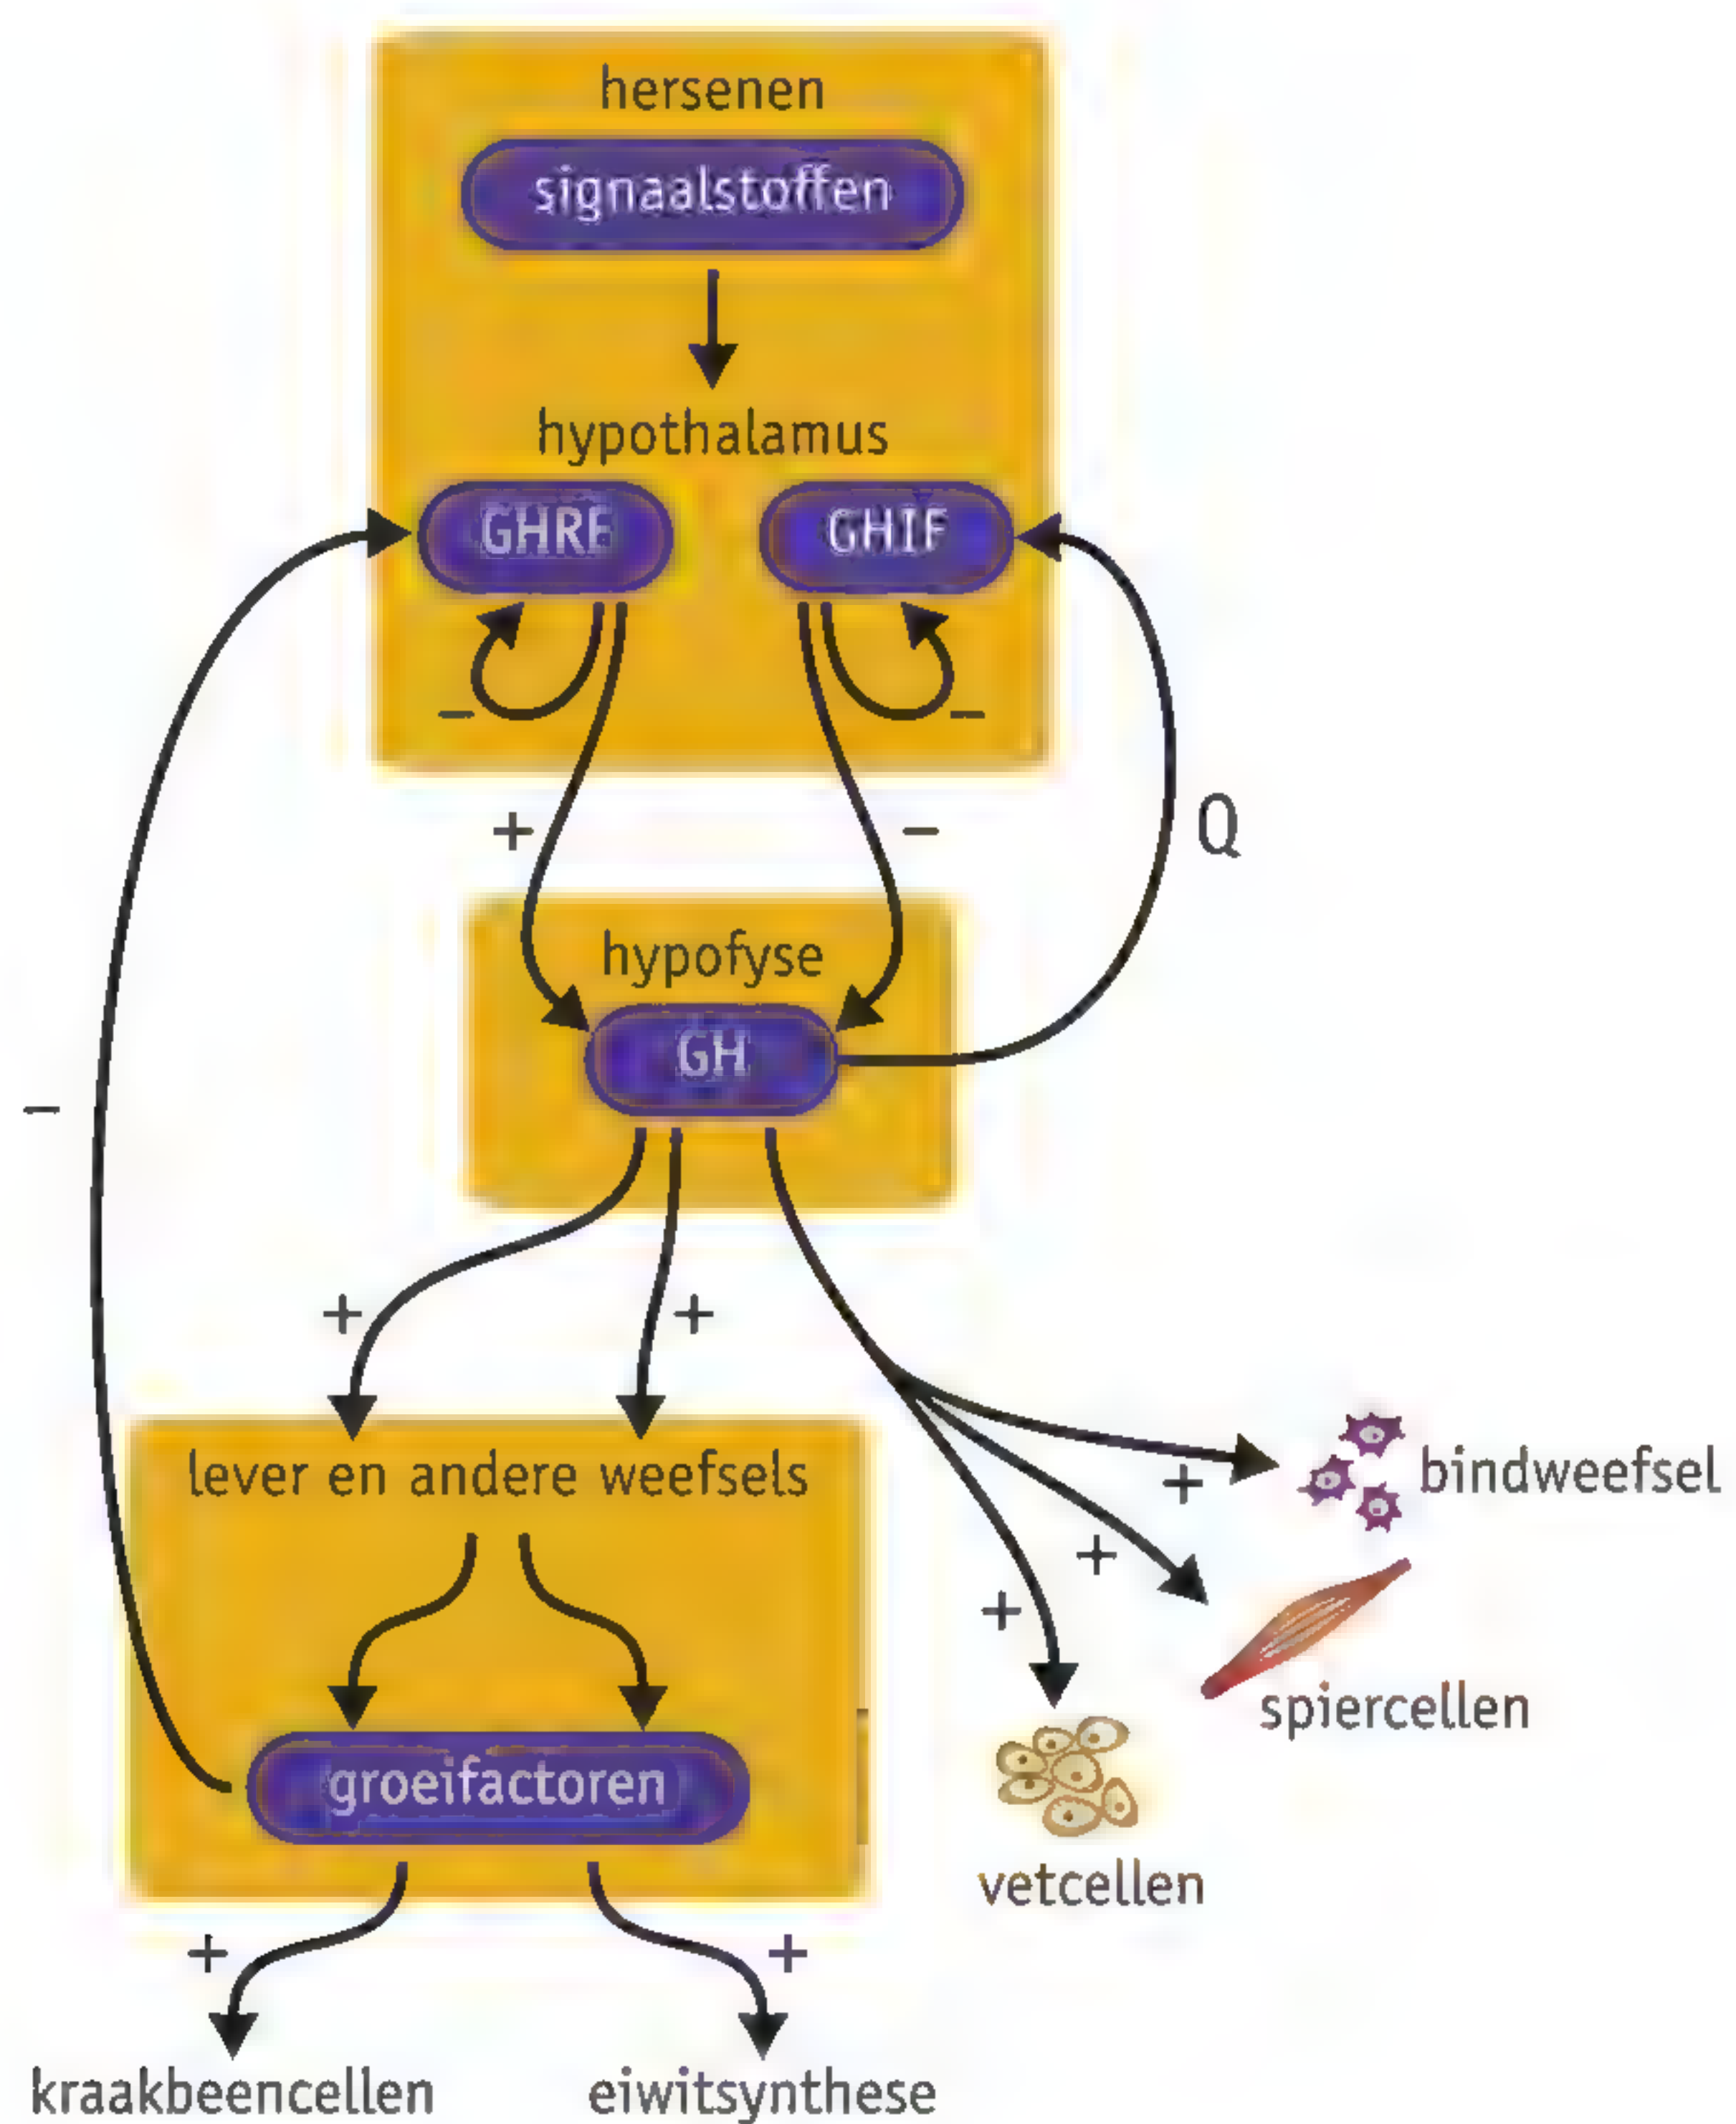 hersenen
signaalstoffen
hypothalamus
GHRF
GHIF
−
−
+
−
Q
hypofyse
GH
−
+
+
lever en andere weefsels
+
bindweefsel
+
+
spiercellen
groeifactoren
vetcellen
+
+
kraakbeencellen
eiwitsynthese